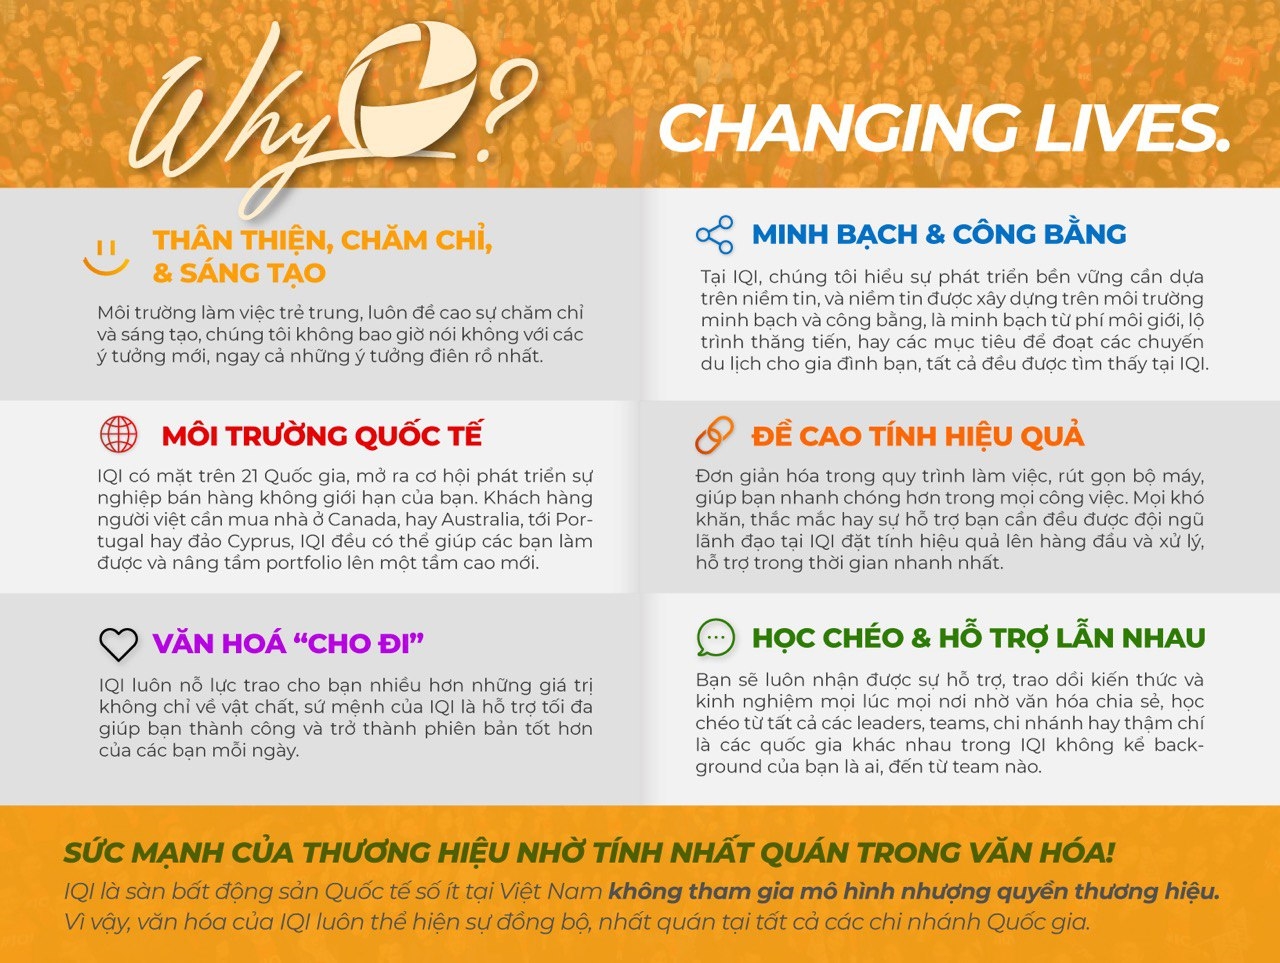 Why ?
CHANGING LIVES.
THÂN THIỆN, CHĂM CHỈ,
& SÁNG TẠO
Môi trường làm việc trẻ trung, luôn đề cao sự chăm chỉ
và sáng tạo, chúng tôi không bao giờ nói không với các
ý tưởng mới, ngay cả những ý tưởng điên rồ nhất.
MINH BẠCH & CÔNG BẰNG
Tại IQI, chúng tôi hiểu sự phát triển bền vững cần dựa
trên niềm tin, và niềm tin được xây dựng trên môi trường
minh bạch và công bằng, là minh bạch từ phí môi giới, lộ
trình thăng tiến, hay các mục tiêu để đoạt các chuyến
du lịch cho gia đình bạn, tất cả đều được tìm thấy tại IQI.
MÔI TRƯỜNG QUỐC TẾ
IQI có mặt trên 21 Quốc gia, mở ra cơ hội phát triển sự
nghiệp bán hàng không giới hạn của bạn. Khách hàng
người việt cần mua nhà ở Canada, hay Australia, tới Por-
tugal hay đảo Cyprus, IQI đều có thể giúp các bạn làm
được và nâng tầm portfolio lên một tầm cao mới.
ĐỀ CAO TÍNH HIỆU QUẢ
Đơn giản hóa trong quy trình làm việc, rút gọn bộ máy,
giúp bạn nhanh chóng hơn trong mọi công việc. Mọi khó
khăn, thắc mắc hay sự hỗ trợ bạn cần đều được đội ngũ
lãnh đạo tại IQI đặt tính hiệu quả lên hàng đầu và xử lý,
hỗ trợ trong thời gian nhanh nhất.
VĂN HOÁ “CHO ĐI”
IQI luôn nỗ lực trao cho bạn nhiều hơn những giá trị
không chỉ về vật chất, sứ mệnh của IQI là hỗ trợ tối đa
giúp bạn thành công và trở thành phiên bản tốt hơn
của các bạn mỗi ngày.
HỌC CHÉO & HỖ TRỢ LẪN NHAU
Bạn sẽ luôn nhận được sự hỗ trợ, trao dồi kiến thức và
kinh nghiệm mọi lúc mọi nơi nhờ văn hóa chia sẻ, học
chéo từ tất cả các leaders, teams, chi nhánh hay thậm chí
là các quốc gia khác nhau trong IQI không kể back-
ground của bạn là ai, đến từ team nào.
SỨC MẠNH CỦA THƯƠNG HIỆU NHỜ TÍNH NHẤT QUÁN TRONG VĂN HÓA!
IQI là sàn bất động sản Quốc tế số ít tại Việt Nam không tham gia mô hình nhượng quyền thương hiệu.
Vì vậy, văn hóa của IQI luôn thể hiện sự đồng bộ, nhất quán tại tất cả các chi nhánh Quốc gia.